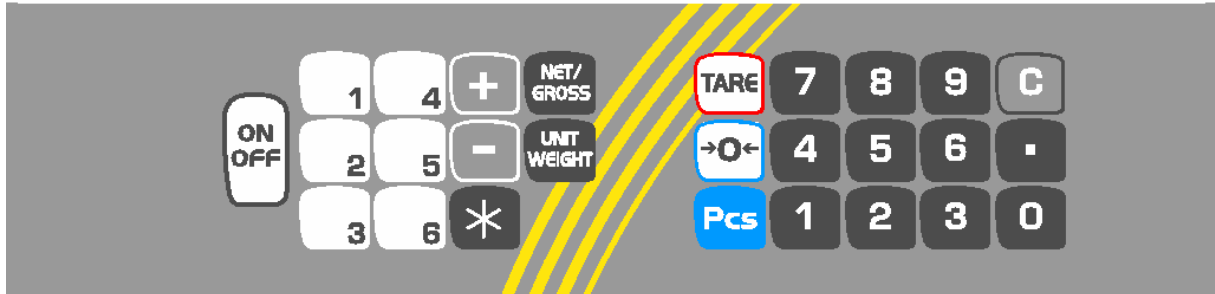 1 4 + NET/
GROSS
TARE 7 8 9 C
ON
OFF
2 5 - UNIT
WEIGHT
→0← 4 5 6 .
3 6 *
Pcs 1 2 3 0